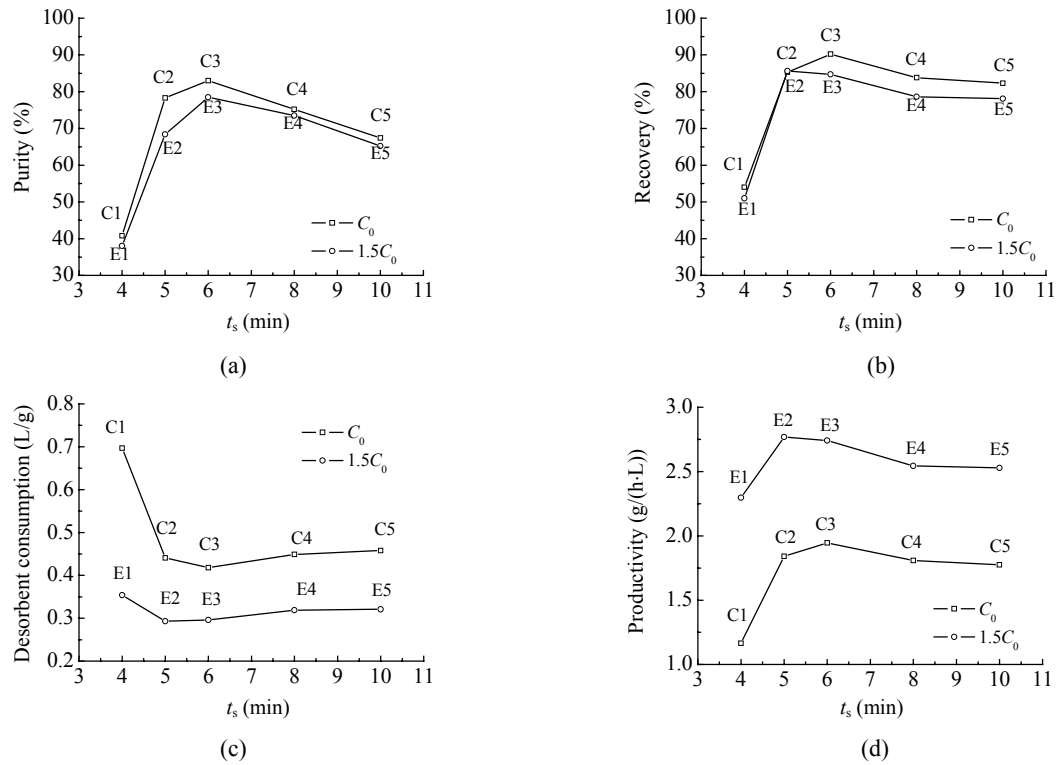 100
90
80
70
60
50
40
30
Purity (%)
C1
C2
C3
C4
C5
E1
E2
E3
E4
E5
C0
1.5C0
3 4 5 6 7 8 9 10 11
ts (min)
(a)
100
90
80
70
60
50
40
30
Recovery (%)
C1
C2
C3
C4
C5
E1
E2
E3
E4
E5
C0
1.5C0
3 4 5 6 7 8 9 10 11
ts (min)
(b)
0.8
0.7
0.6
0.5
0.4
0.3
0.2
Desorbent consumption (L/g)
C1
C2
C3
C4
C5
E1
E2
E3
E4
E5
C0
1.5C0
3 4 5 6 7 8 9 10 11
ts (min)
(c)
3.0
2.5
2.0
1.5
1.0
Productivity (g/(h·L))
E1
E2
E3
E4
E5
C1
C2
C3
C4
C5
C0
1.5C0
3 4 5 6 7 8 9 10 11
ts (min)
(d)